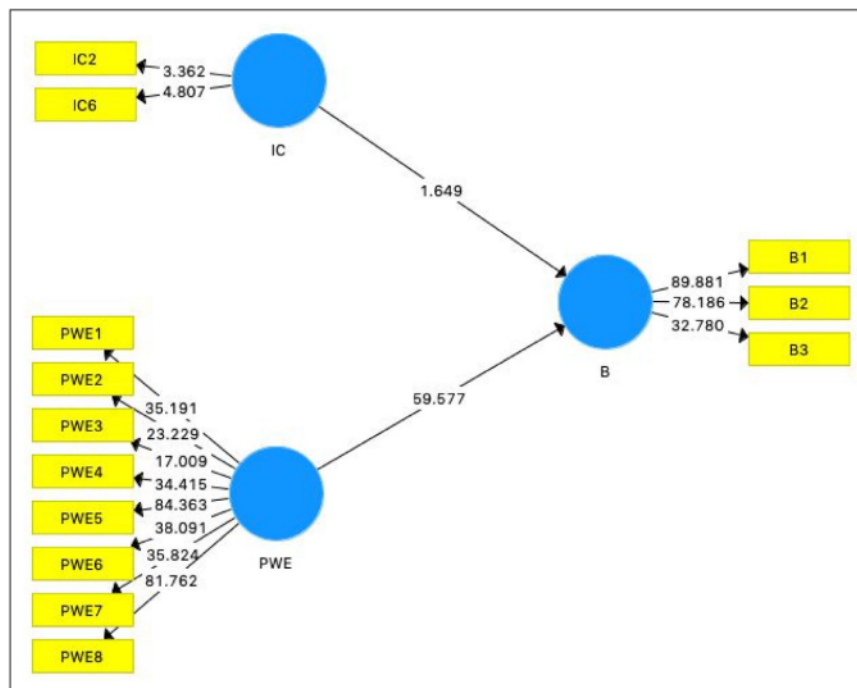 IC2
3.362
IC6
4.807
IC
1.649
B1
89.881
B2
78.186
B3
32.780
B
PWE1
35.191
PWE2
23.229
PWE3
17.009
PWE4
34.415
PWE5
84.363
PWE6
38.091
PWE7
35.824
PWE8
81.762
PWE
59.577